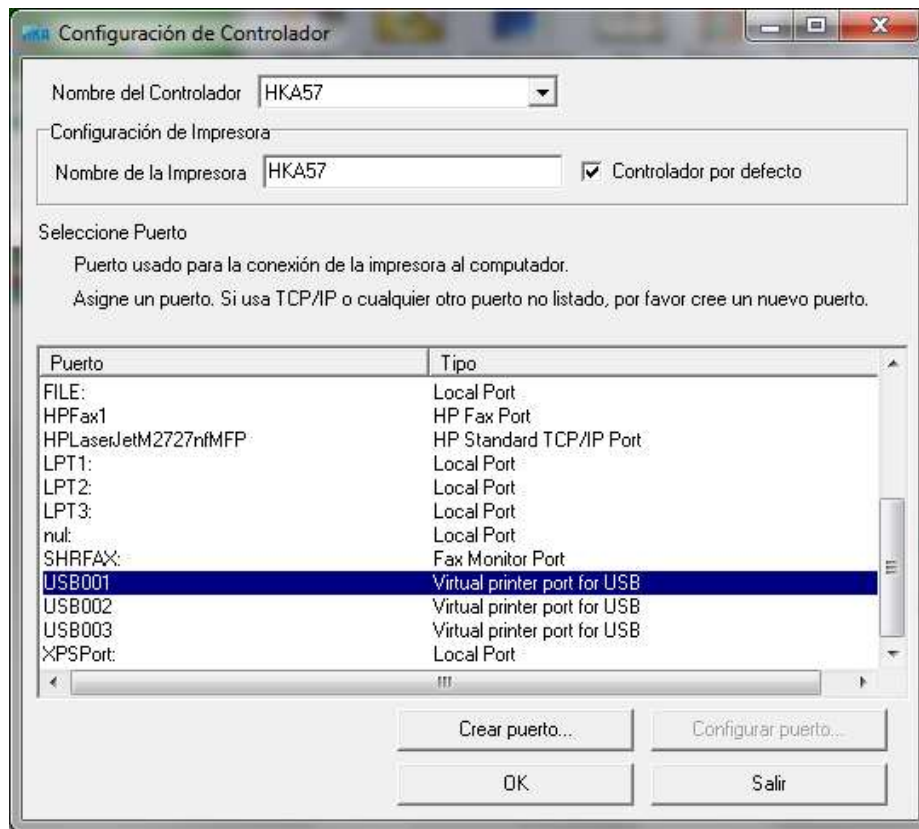 HKA Configuración de Controlador
Nombre del Controlador HKA57
Configuración de Impresora
Nombre de la Impresora HKA57 Controlador por defecto
Seleccione Puerto
Puerto usado para la conexión de la impresora al computador.
Asigne un puerto. Si usa TCP/IP o cualquier otro puerto no listado, por favor cree un nuevo puerto.
Puerto Tipo
FILE: Local Port
HPFax1 HP Fax Port
HPLaserJetM2727nfMFP HP Standard TCP/IP Port
LPT1: Local Port
LPT2: Local Port
LPT3: Local Port
nul: Local Port
SHRFAX: Fax Monitor Port
USB001 Virtual printer port for USB
USB002 Virtual printer port for USB
USB003 Virtual printer port for USB
XPSPort: Local Port
Crear puerto... Configurar puerto...
OK Salir